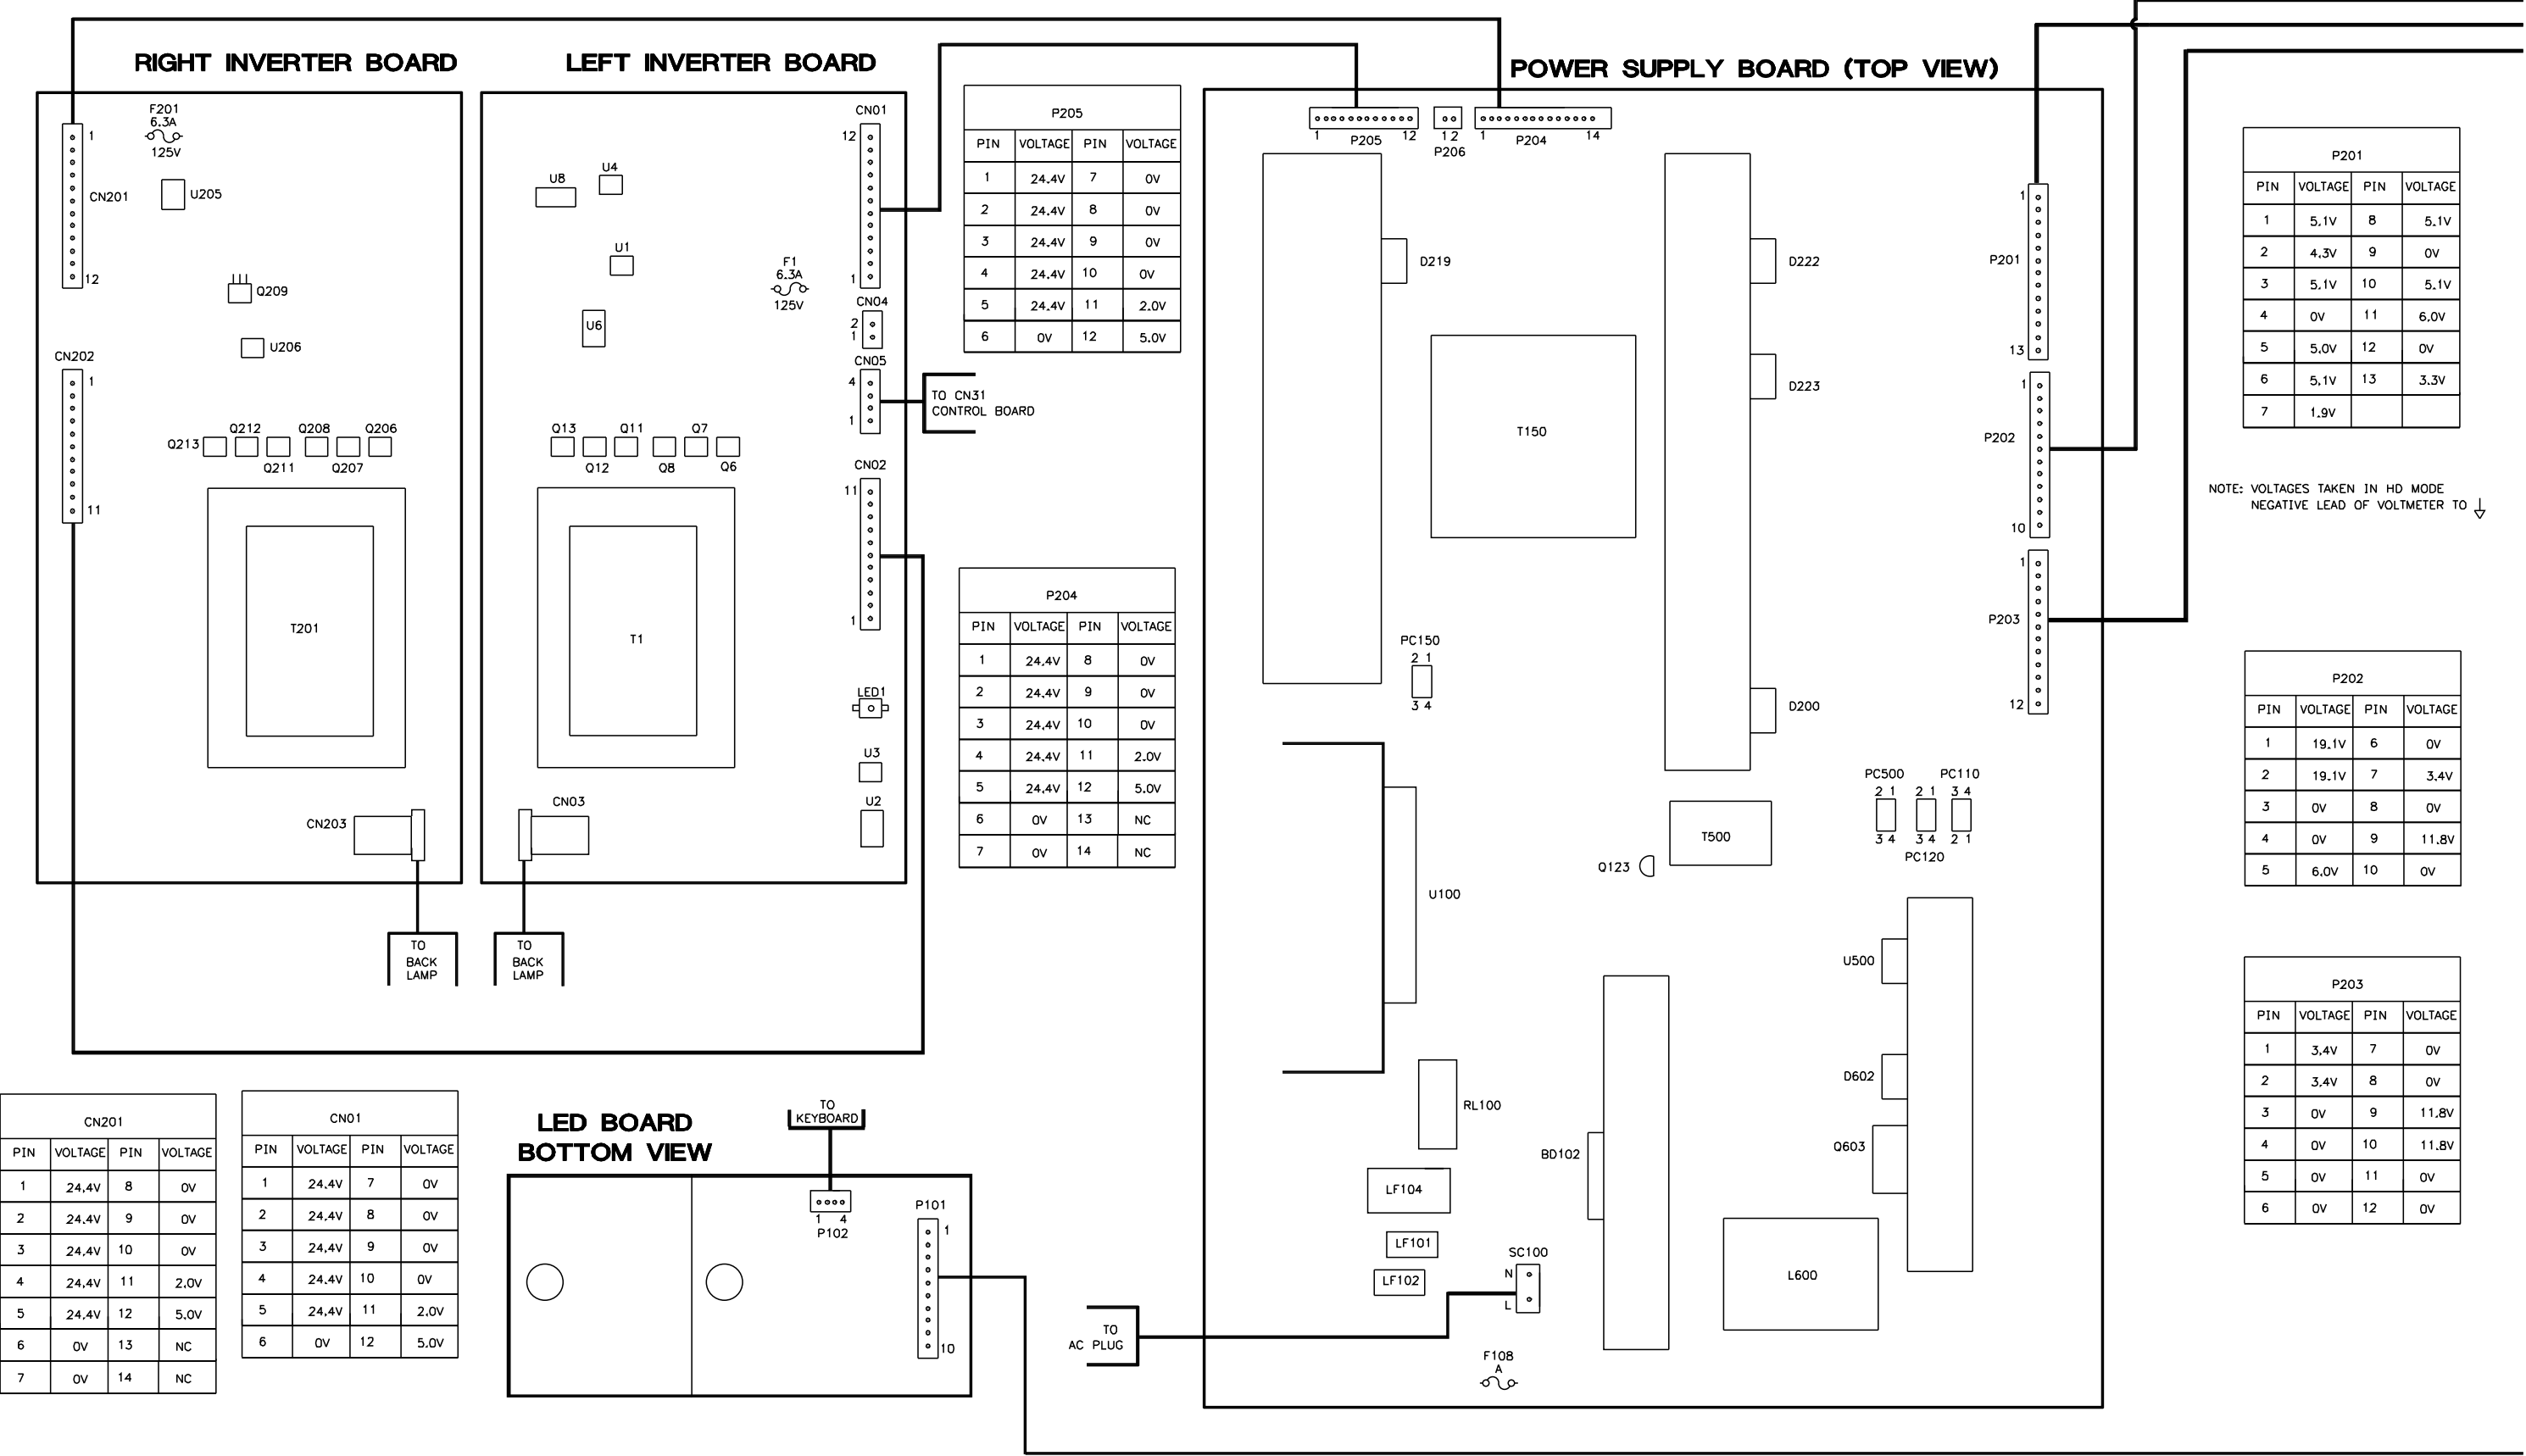 RIGHT INVERTER BOARD
F201
6.3A
125V
1
CN201
12
U205
Q209
U206
CN202
1
11
Q213
Q212
Q211
Q208
Q207
Q206
T201
CN203
TO
BACK
LAMP
LEFT INVERTER BOARD
U8
U4
U1
U6
F1
6.3A
125V
CN01
12
1
CN04
2
1
CN05
4
1
TO CN31
CONTROL BOARD
Q13
Q12
Q11
Q8
Q7
Q6
CN02
11
1
T1
LED1
U3
U2
CN03
TO
BACK
LAMP
P205
PIN VOLTAGE PIN VOLTAGE
1 24.4V 7 0V
2 24.4V 8 0V
3 24.4V 9 0V
4 24.4V 10 0V
5 24.4V 11 2.0V
6 0V 12 5.0V
P204
PIN VOLTAGE PIN VOLTAGE
1 24.4V 8 0V
2 24.4V 9 0V
3 24.4V 10 0V
4 24.4V 11 2.0V
5 24.4V 12 5.0V
6 0V 13 NC
7 0V 14 NC
POWER SUPPLY BOARD (TOP VIEW)
1 P205 12
1 2
P206
1 P204 14
D219
D222
D223
T150
D200
1
P201
13
1
P202
10
1
P203
12
PC150
2 1
3 4
PC500
2 1
3 4
2 1
3 4
PC120
PC110
3 4
2 1
T500
Q123
U100
U500
D602
Q603
RL100
BD102
LF104
LF101
LF102
SC100
N
L
L600
F108
A
TO
AC PLUG
P201
PIN VOLTAGE PIN VOLTAGE
1 5.1V 8 5.1V
2 4.3V 9 0V
3 5.1V 10 5.1V
4 0V 11 6.0V
5 5.0V 12 0V
6 5.1V 13 3.3V
7 1.9V
NOTE: VOLTAGES TAKEN IN HD MODE
NEGATIVE LEAD OF VOLTMETER TO
P202
PIN VOLTAGE PIN VOLTAGE
1 19.1V 6 0V
2 19.1V 7 3.4V
3 0V 8 0V
4 0V 9 11.8V
5 6.0V 10 0V
P203
PIN VOLTAGE PIN VOLTAGE
1 3.4V 7 0V
2 3.4V 8 0V
3 0V 9 11.8V
4 0V 10 11.8V
5 0V 11 0V
6 0V 12 0V
CN201
PIN VOLTAGE PIN VOLTAGE
1 24.4V 8 0V
2 24.4V 9 0V
3 24.4V 10 0V
4 24.4V 11 2.0V
5 24.4V 12 5.0V
6 0V 13 NC
7 0V 14 NC
CN01
PIN VOLTAGE PIN VOLTAGE
1 24.4V 7 0V
2 24.4V 8 0V
3 24.4V 9 0V
4 24.4V 10 0V
5 24.4V 11 2.0V
6 0V 12 5.0V
LED BOARD
BOTTOM VIEW
TO
KEYBOARD
1 4
P102
P101
1
10